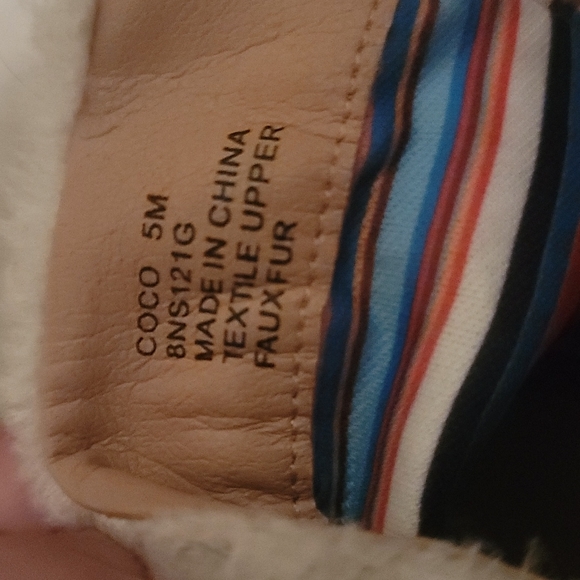 COCO 5M
8NS121G
MADE IN CHINA
TEXTILE UPPER
FAUXFUR